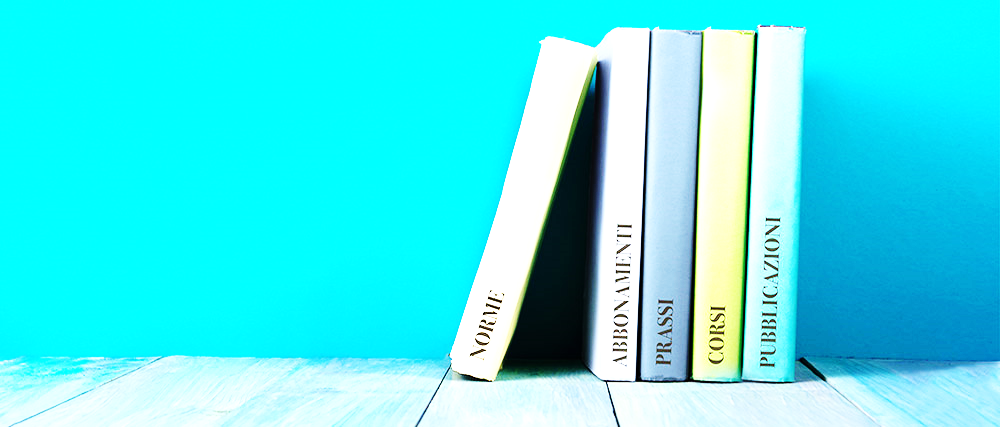 NORME
ABBONAMENTI
PRASSI
CORSI
PUBBLICAZIONI